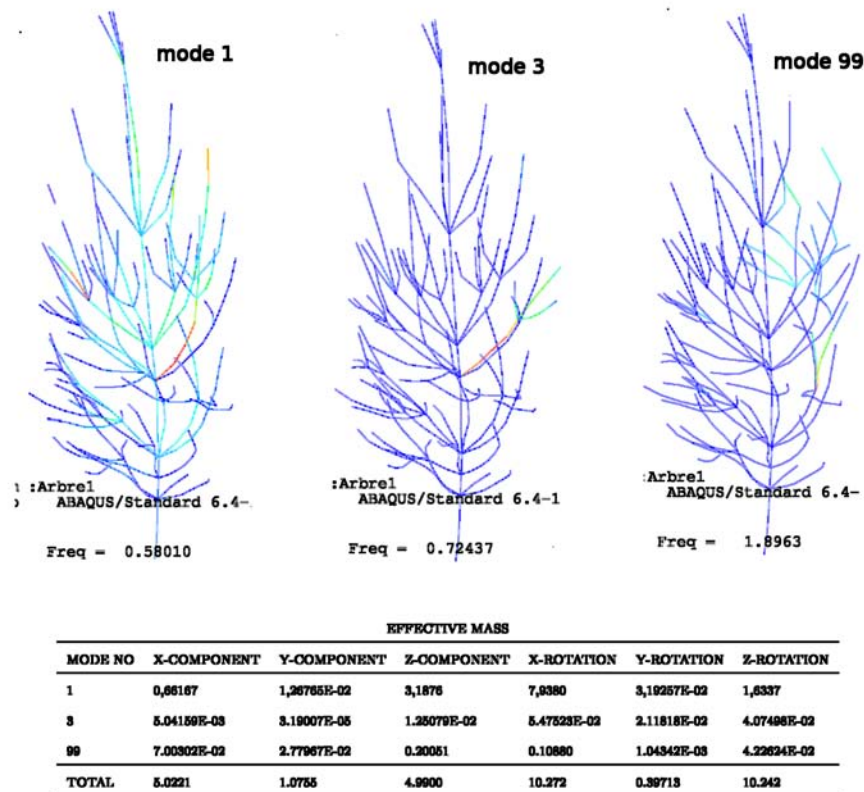 mode 1
mode 3
mode 99
:Arbre1
ABAQUS/Standard 6.4-
Freq = 0.58010
:Arbre1
ABAQUS/Standard 6.4-1
Freq = 0.72437
:Arbre1
ABAQUS/Standard 6.4-
Freq = 1.8963
EFFECTIVE MASS
MODE NO X-COMPONENT Y-COMPONENT Z-COMPONENT X-ROTATION Y-ROTATION Z-ROTATION
1 0,66167 1,26765E-02 3,1876 7,9380 3,19257E-02 1,6337
3 5.04159E-03 3.19007E-05 1.25079E-02 5.47523E-02 2.11818E-02 4.07498E-02
99 7.00302E-02 2.77967E-02 0.20051 0.10880 1.04342E-03 4.22624E-02
TOTAL 5.0221 1.0755 4.9900 10.272 0.39713 10.242